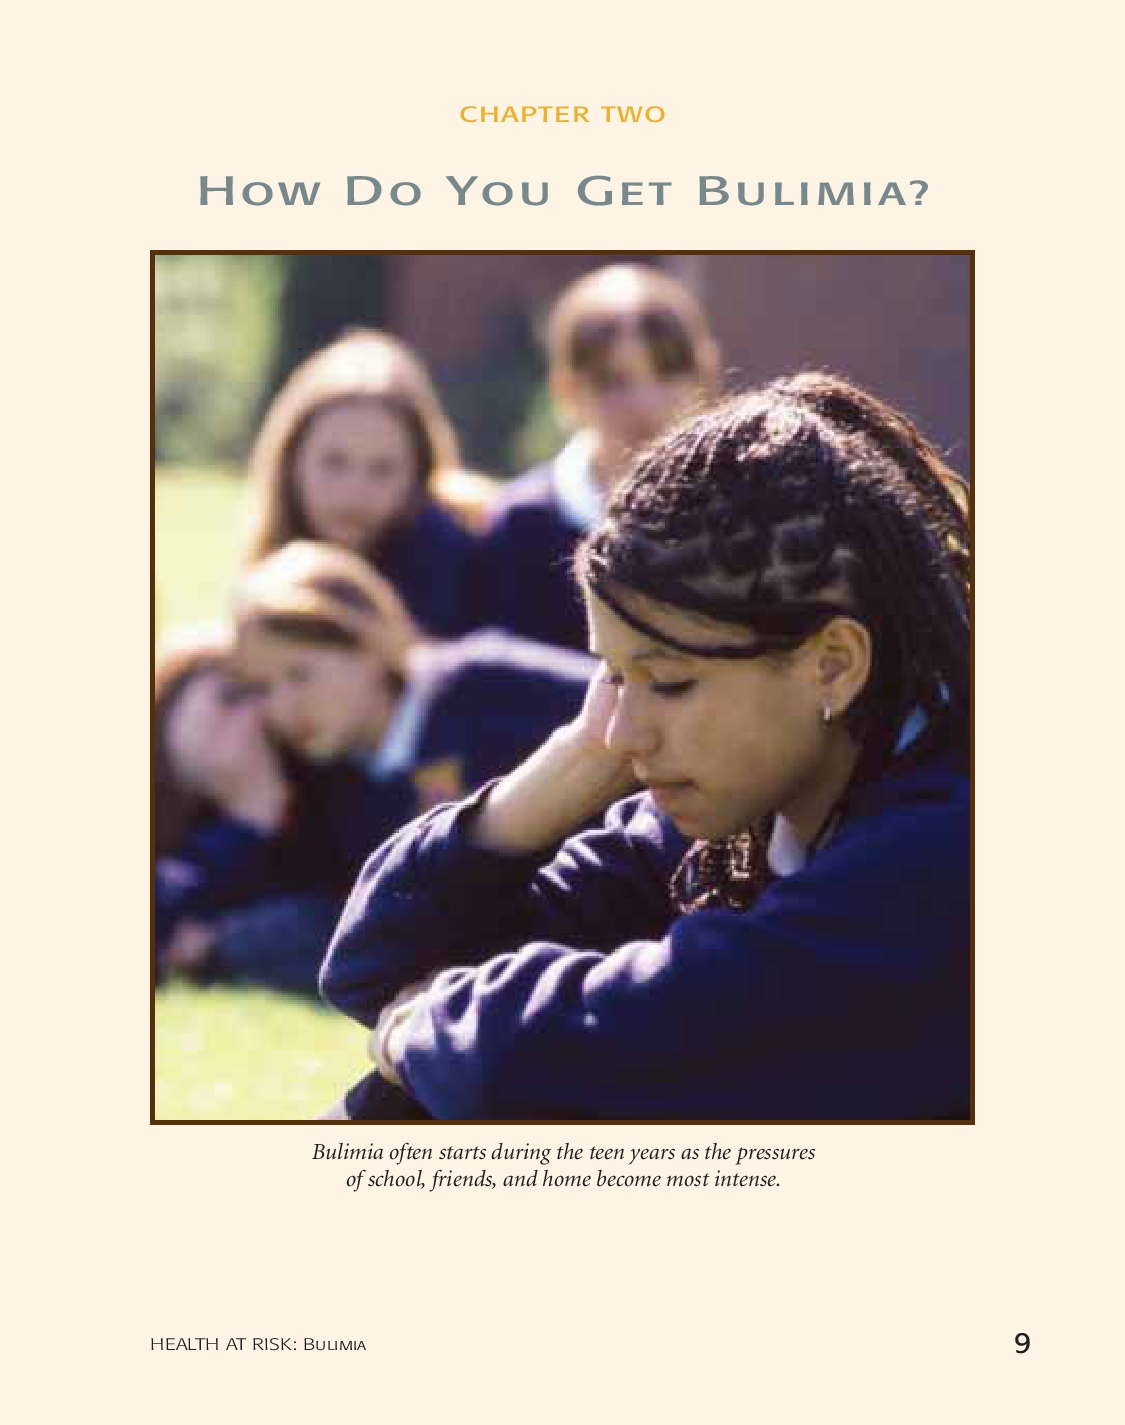 CHAPTER TWO
How Do You Get Bulimia?
Bulimia often starts during the teen years as the pressures
of school, friends, and home become most intense.
HEALTH AT RISK: Bulimia
9